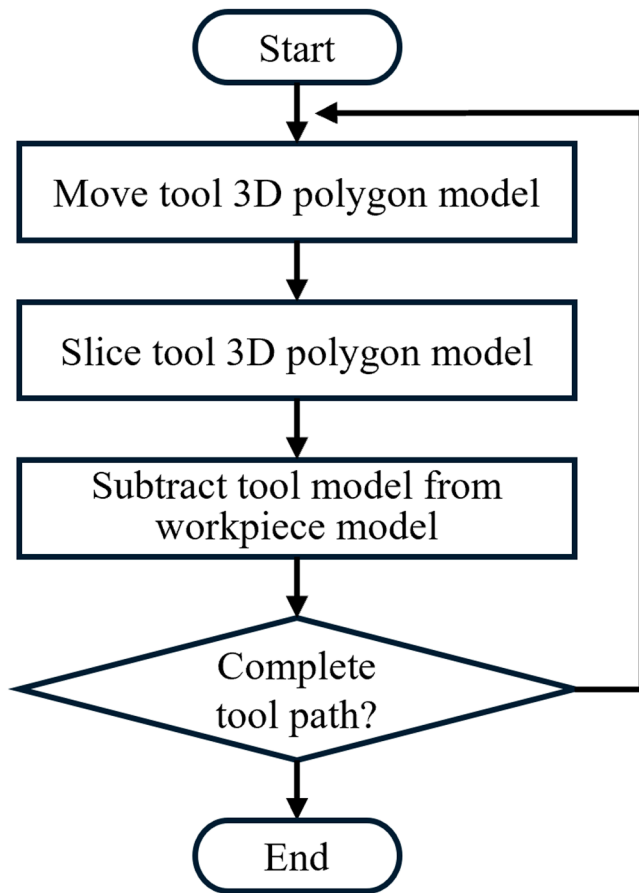 Start
Move tool 3D polygon model
Slice tool 3D polygon model
Subtract tool model from
workpiece model
Complete
tool path?
End